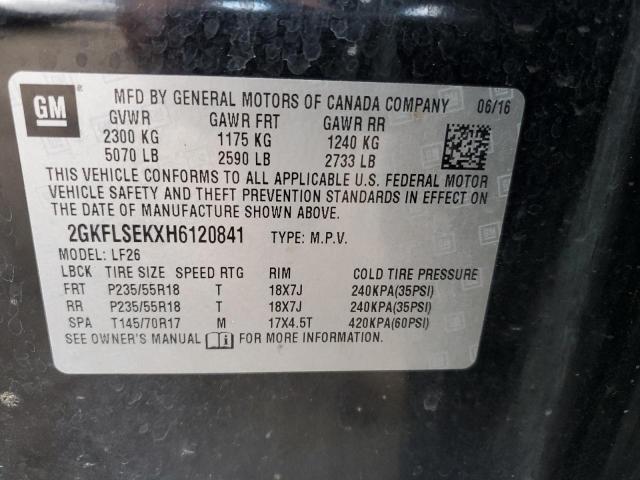 GM
MFD BY GENERAL MOTORS OF CANADA COMPANY 06/16
GVWR GAWR FRT GAWR RR
2300 KG 1175 KG 1240 KG
5070 LB 2590 LB 2733 LB
THIS VEHICLE CONFORMS TO ALL APPLICABLE U.S. FEDERAL MOTOR
VEHICLE SAFETY AND THEFT PREVENTION STANDARDS IN EFFECT ON
THE DATE OF MANUFACTURE SHOWN ABOVE.
2GKFLSEKXH6120841 TYPE: M.P.V.
MODEL: LF26
LBCK TIRE SIZE SPEED RTG RIM COLD TIRE PRESSURE
FRT P235/55R18 T 18X7J 240KPA(35PSI)
RR P235/55R18 T 18X7J 240KPA(35PSI)
SPA T145/70R17 M 17X4.5T 420KPA(60PSI)
SEE OWNER'S MANUAL FOR MORE INFORMATION.